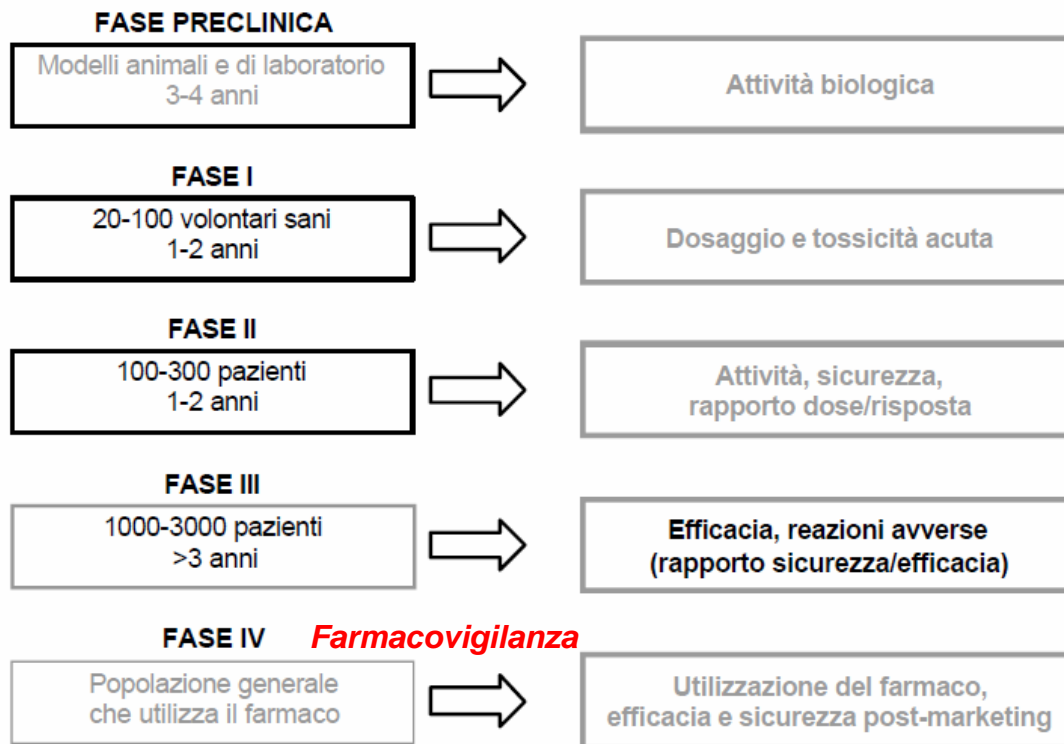 FASE PRECLINICA
Modelli animali e di laboratorio
3-4 anni
Attività biologica
FASE I
20-100 volontari sani
1-2 anni
Dosaggio e tossicità acuta
FASE II
100-300 pazienti
1-2 anni
Attività, sicurezza,
rapporto dose/risposta
FASE III
1000-3000 pazienti
>3 anni
Efficacia, reazioni avverse
(rapporto sicurezza/efficacia)
FASE IV Farmacovigilanza
Popolazione generale
che utilizza il farmaco
Utilizzazione del farmaco,
efficacia e sicurezza post-marketing